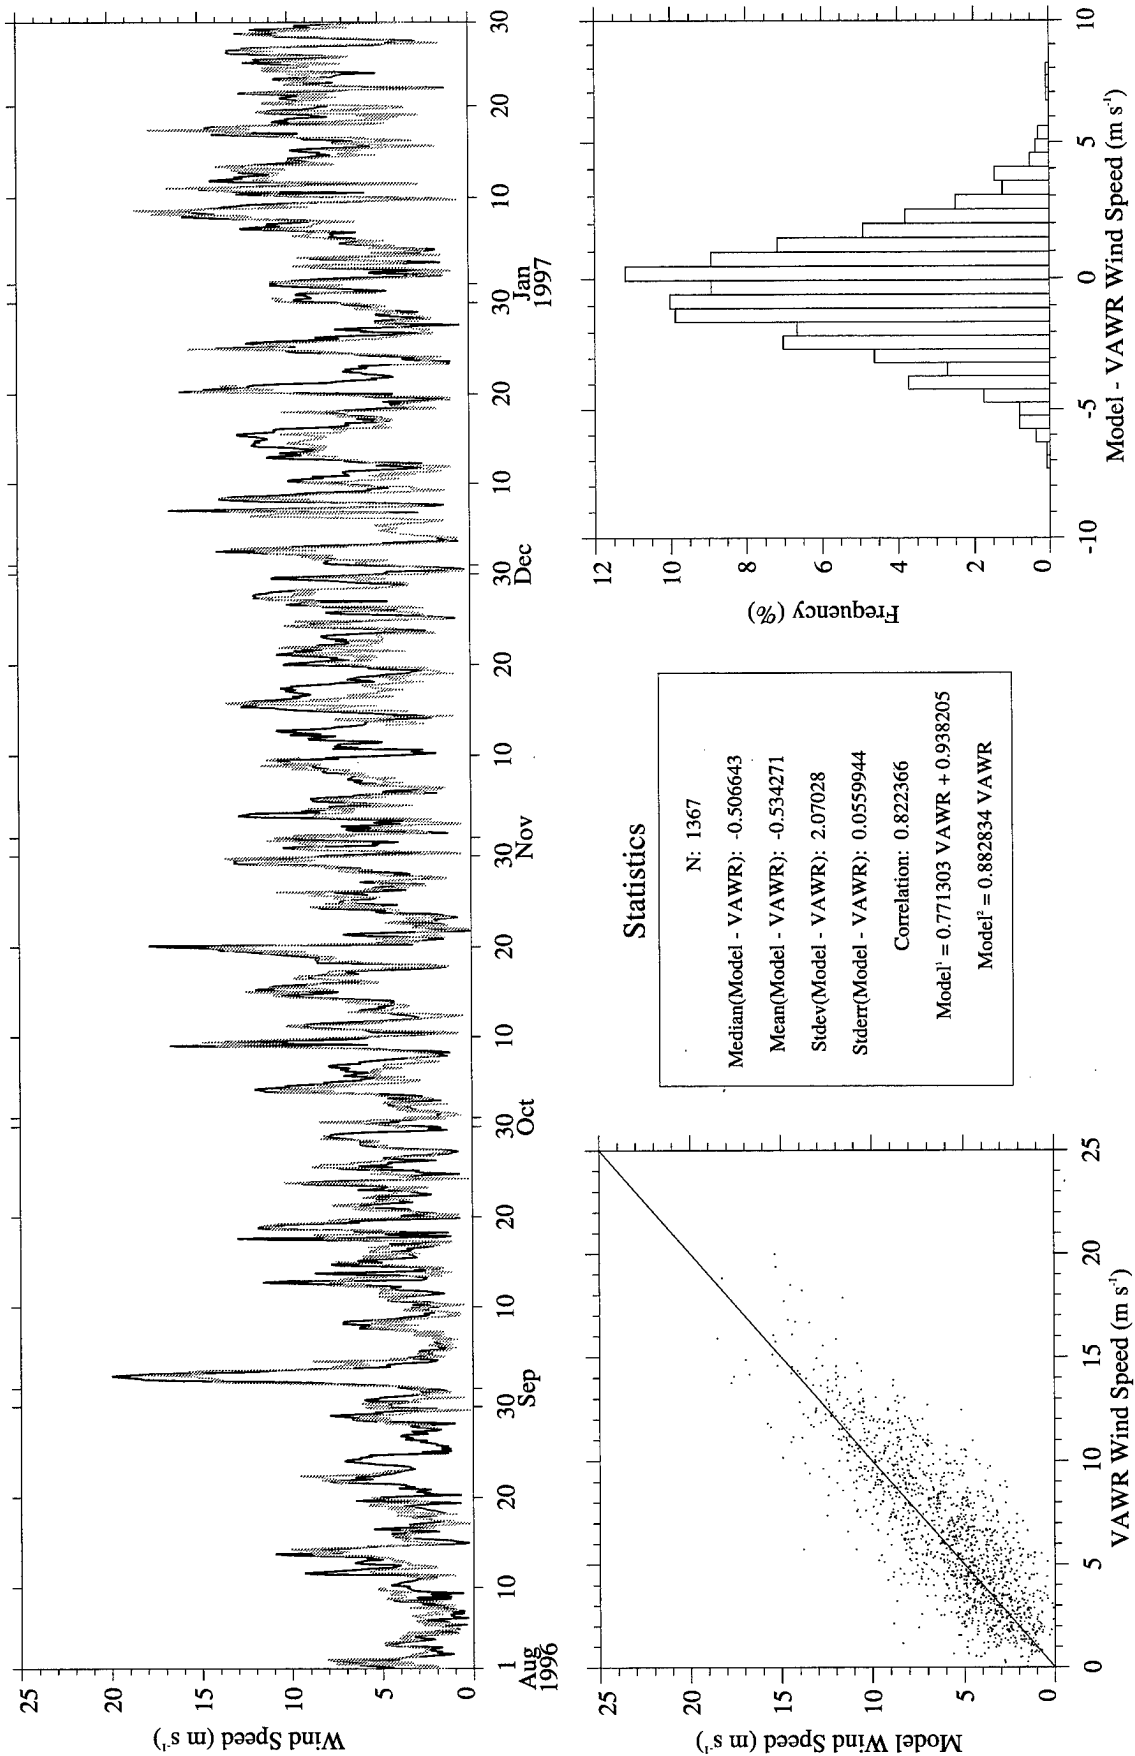 25
20
15
10
5
0
Wind Speed (m s⁻¹)
1 10 20 30 10 20 30 10 20 30 10 20 30 10 20 30 10 20 30
Aug Sep Oct Nov Dec Jan
1996 1997
25
20
15
10
5
0
Model Wind Speed (m s⁻¹)
0 5 10 15 20 25
VAWR Wind Speed (m s⁻¹)
Statistics
N: 1367
Median(Model - VAWR): -0.506643
Mean(Model - VAWR): -0.534271
Stdev(Model - VAWR): 2.07028
Stderr(Model - VAWR): 0.0559944
Correlation: 0.822366
Model¹ = 0.771303 VAWR + 0.938205
Model² = 0.882834 VAWR
12
10
8
6
4
2
0
Frequency (%)
-10 -5 0 5 10
Model - VAWR Wind Speed (m s⁻¹)